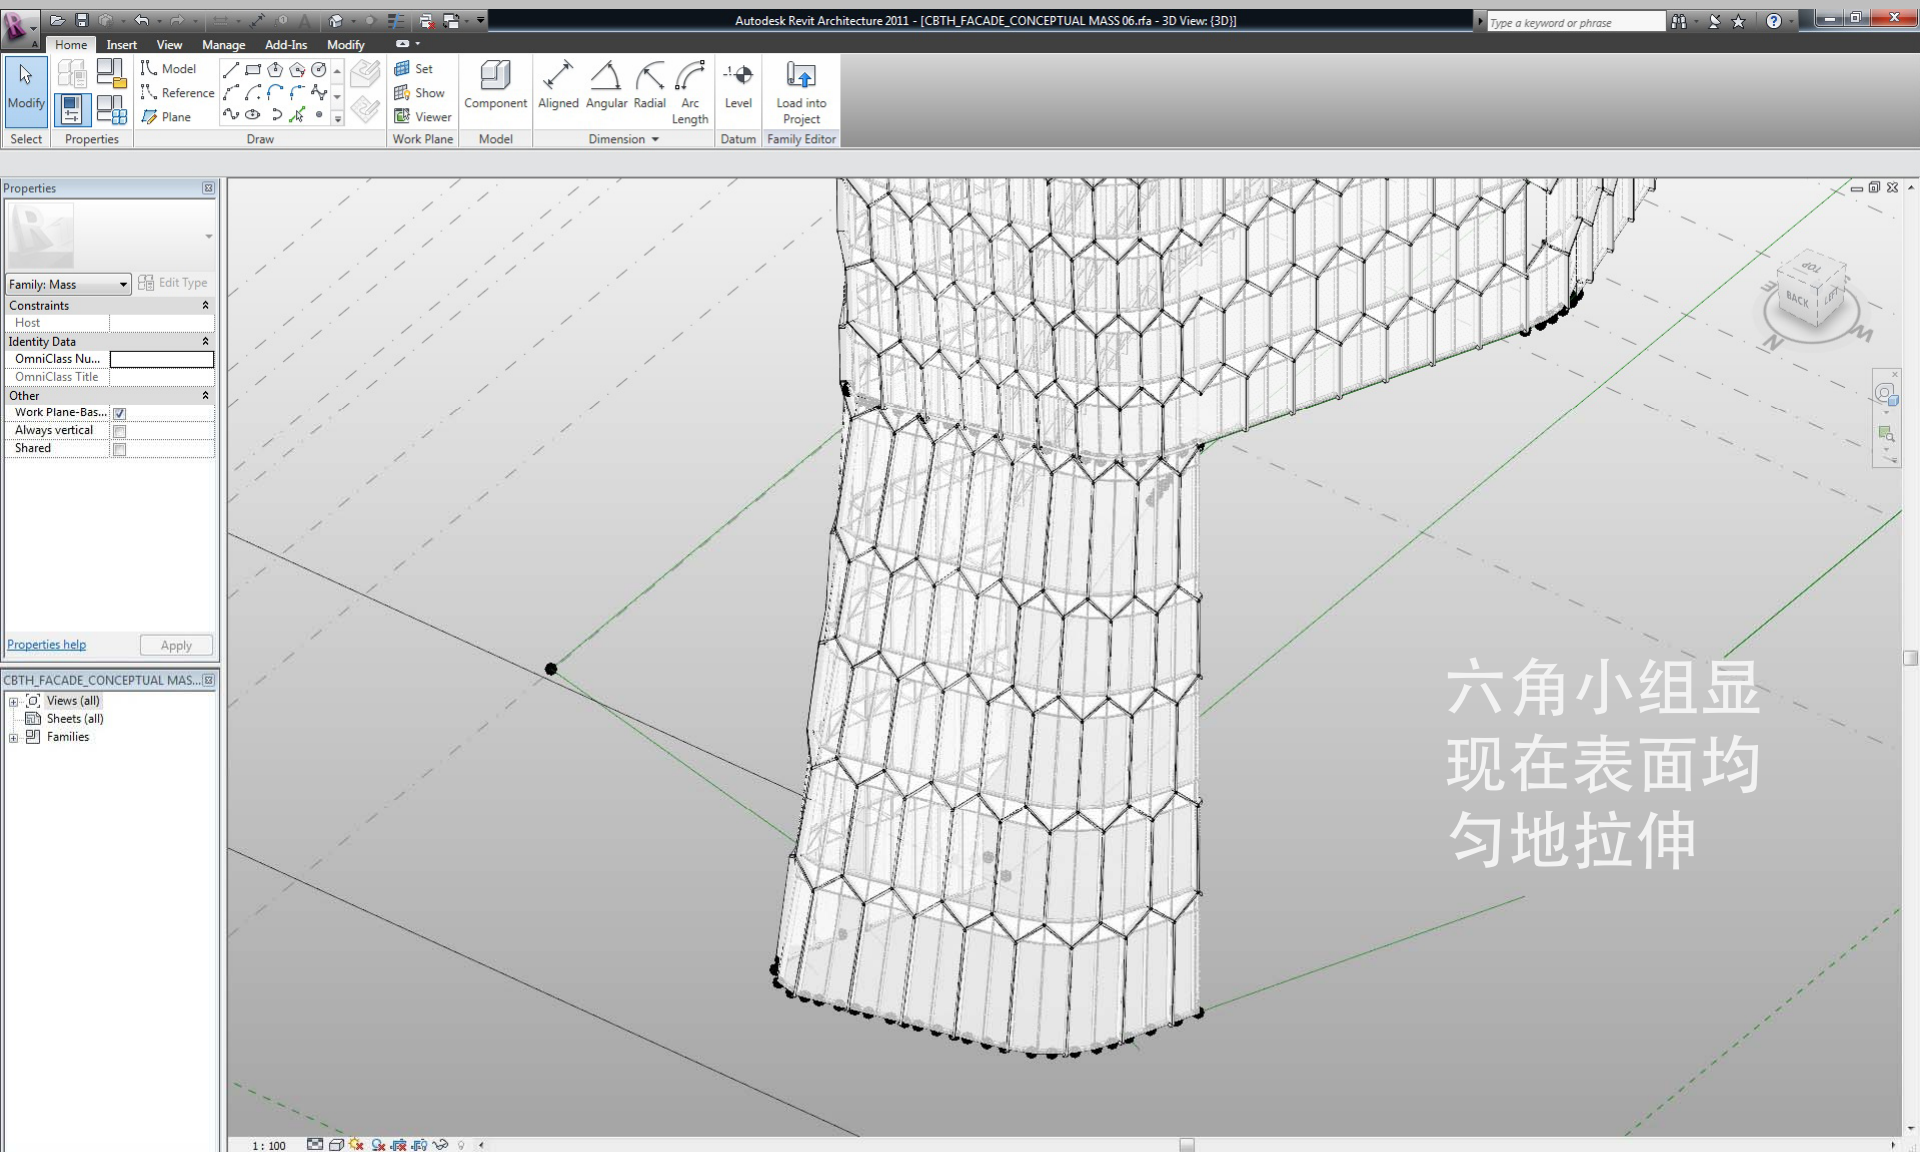 Autodesk Revit Architecture 2011 - [CBTH_FACADE_CONCEPTUAL MASS 06.rfa - 3D View: {3D}]
Type a keyword or phrase
Home Insert View Manage Add-Ins Modify
Modify
Model
Reference
Plane
Set
Show
Viewer
Component
Aligned
Angular
Radial
Arc Length
Level
Load into Project
Select Properties Draw Work Plane Model Dimension Datum Family Editor
Properties
Family: Mass
Edit Type
Constraints
Host
Identity Data
OmniClass Nu...
OmniClass Title
Other
Work Plane-Bas...
Always vertical
Shared
Properties help
Apply
CBTH_FACADE_CONCEPTUAL MAS...
Views (all)
Sheets (all)
Families
TOP
BACK
LEFT
E
N
W
六角小组显
现在表面均
匀地拉伸
1 : 100